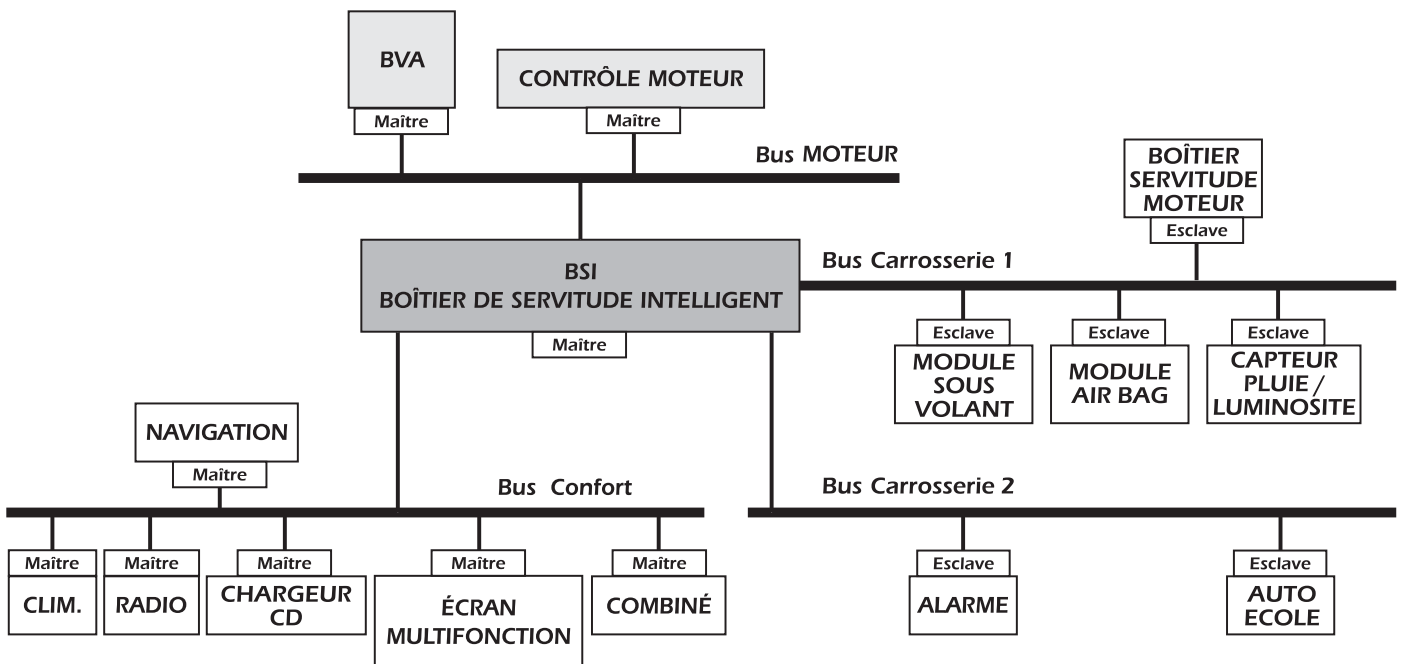 BVA
Maître
CONTRÔLE MOTEUR
Maître
Bus MOTEUR
BOÎTIER
SERVITUDE
MOTEUR
Esclave
BSI
BOÎTIER DE SERVITUDE INTELLIGENT
Maître
Bus Carrosserie 1
Esclave
MODULE
SOUS
VOLANT
Esclave
MODULE
AIR BAG
Esclave
CAPTEUR
PLUIE /
LUMINOSITE
NAVIGATION
Maître
Bus Confort
Bus Carrosserie 2
Maître
CLIM.
Maître
RADIO
Maître
CHARGEUR
CD
Maître
ÉCRAN
MULTIFONCTION
Maître
COMBINÉ
Esclave
ALARME
Esclave
AUTO
ECOLE